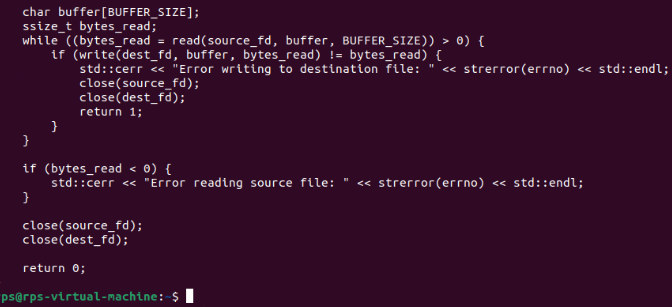 char buffer[BUFFER_SIZE];
ssize_t bytes_read;
while ((bytes_read = read(source_fd, buffer, BUFFER_SIZE)) > 0) {
if (write(dest_fd, buffer, bytes_read) != bytes_read) {
std::cerr << "Error writing to destination file: " << strerror(errno) << std::endl;
close(source_fd);
close(dest_fd);
return 1;
}
}
if (bytes_read < 0) {
std::cerr << "Error reading source file: " << strerror(errno) << std::endl;
}
close(source_fd);
close(dest_fd);
return 0;
ps@rps-virtual-machine:~$